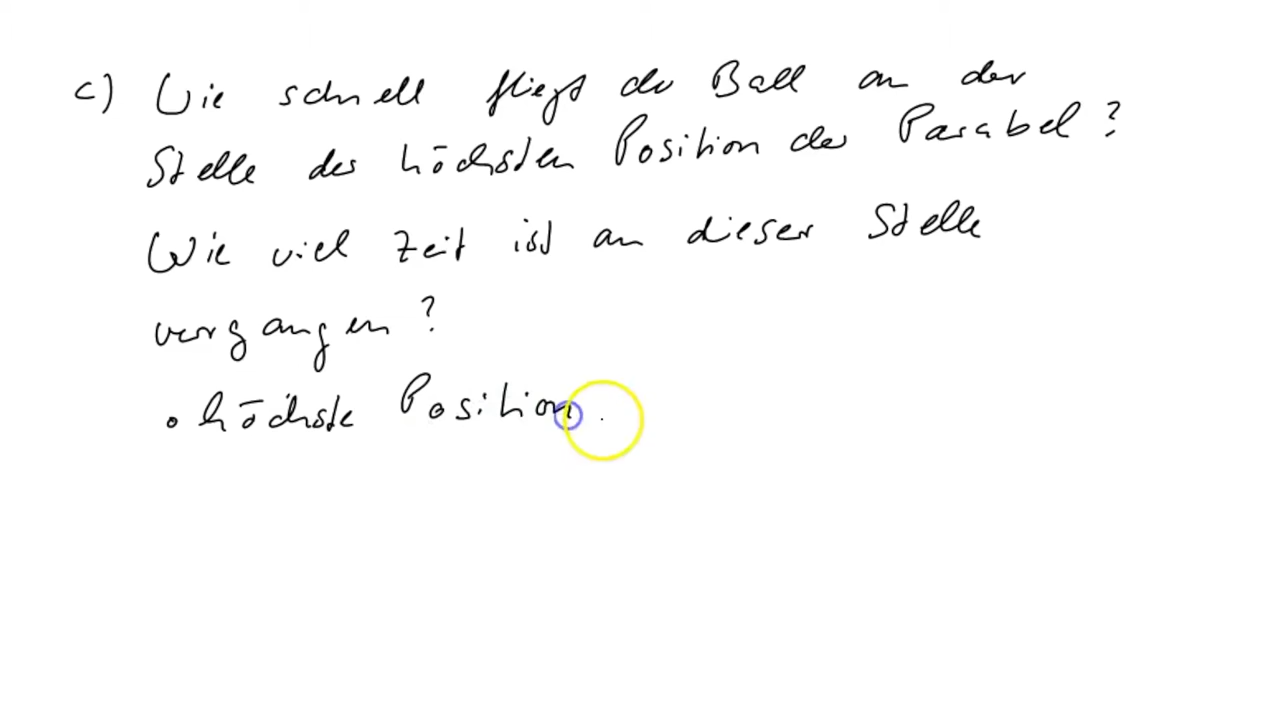 c) Wie schnell fliegt der Ball an der
Stelle der höchsten Position der Parabel?
Wie viel Zeit ist an dieser Stelle
vergangen?
• höchste Position